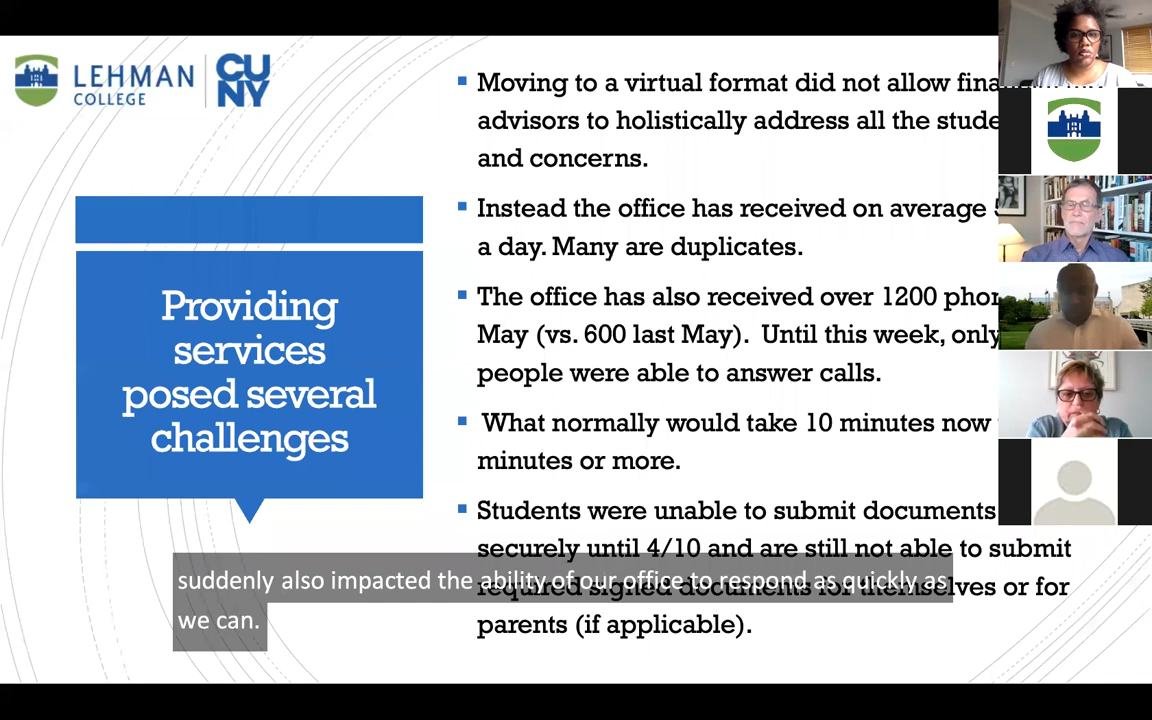 LEHMAN
COLLEGE
CU
NY
Providing
services
posed several
challenges
Moving to a virtual format did not allow
advisors to holistically address all the
and concerns.
Instead the office has received on average
a day. Many are duplicates.
The office has also received over 1200
May (vs. 600 last May). Until this week, only
people were able to answer calls.
What normally would take 10 minutes now
minutes or more.
Students were unable to submit documents
securely until 4/10 and are still not able to submit
required signed documents for themselves or for
parents (if applicable).
suddenly also impacted the ability of our office to respond as quickly as
we can.